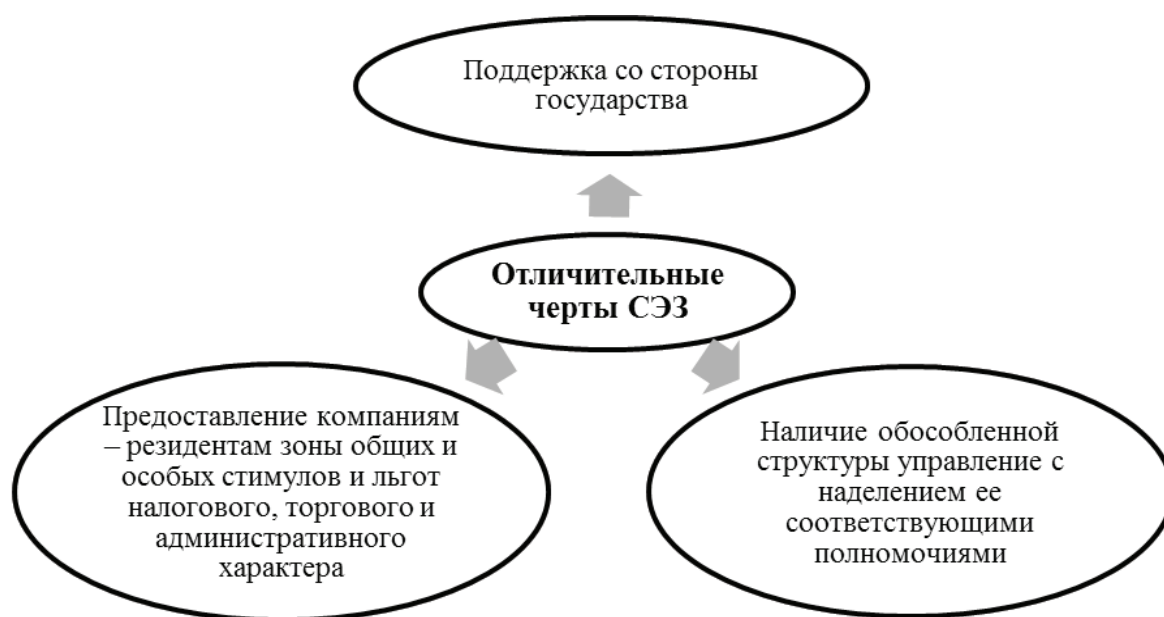 Поддержка со стороны
государства
Отличительные
черты СЭЗ
Предоставление компаниям
– резидентам зоны общих и
особых стимулов и льгот
налогового, торгового и
административного
характера
Наличие обособленной
структуры управление с
наделением ее
соответствующими
полномочиями